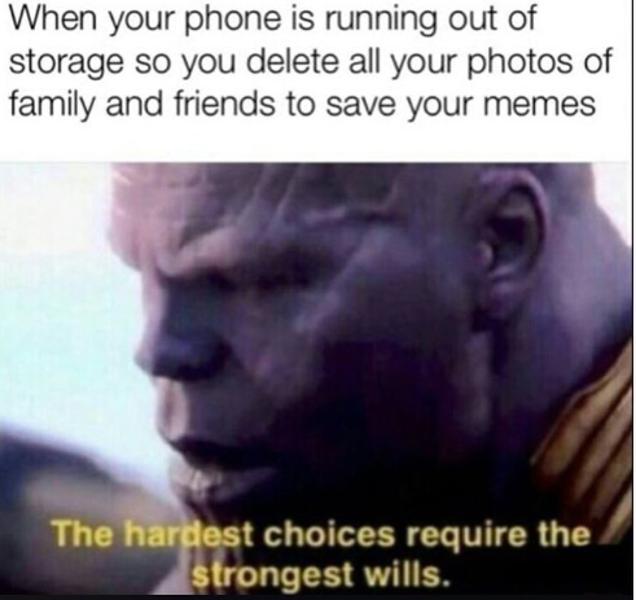 When your phone is running out of
storage so you delete all your photos of
family and friends to save your memes
The hardest choices require the
strongest wills.